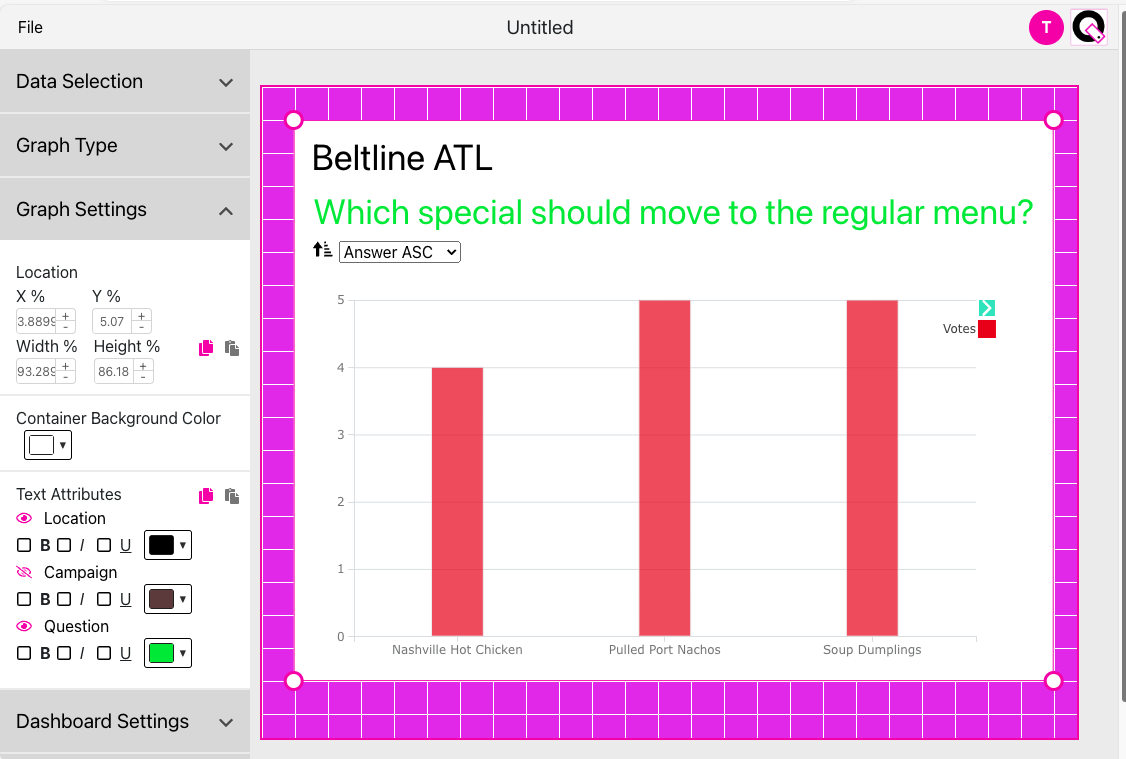 File
Untitled
T
Data Selection
Graph Type
Graph Settings
Location
X % Y %
3.8899 + - 5.07 + -
Width % Height %
93.289 + - 86.18 + -
Container Background Color
Text Attributes
Location
B I U
Campaign
B I U
Question
B I U
Dashboard Settings
Beltline ATL
Which special should move to the regular menu?
Answer ASC
Votes
5
4
3
2
1
0
Nashville Hot Chicken Pulled Port Nachos Soup Dumplings